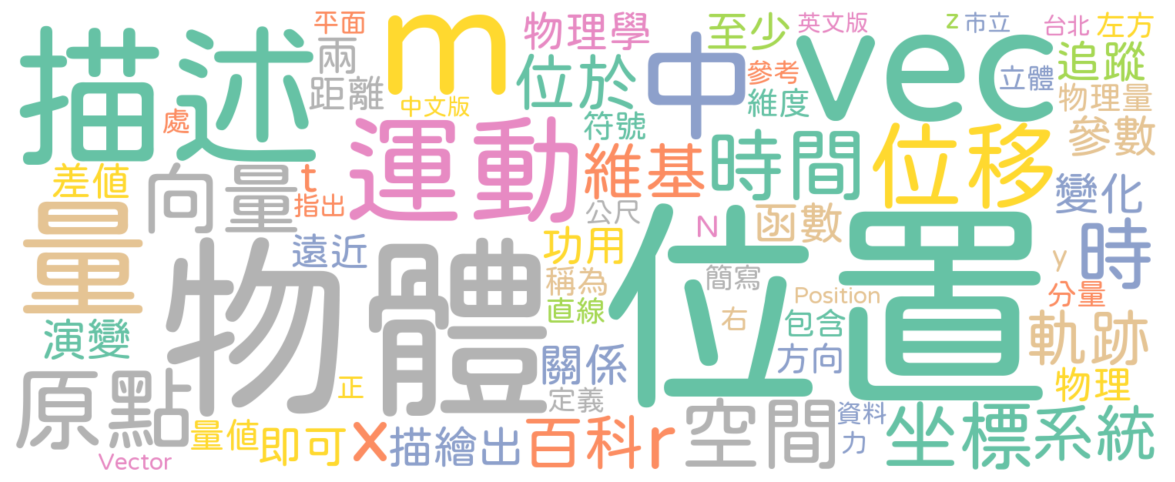 平面
m
物理學
至少
英文版
vec
z
市立
台北
左方
描述
兩
距離
中文版
位於
中
參考
維度
立體
追蹤
物理量
處
符號
參數
差值
向量
t
指出
運動
維基
時間
位移
變化
量
公尺
N
函數
時
遠近
功用
簡寫
y
物體
稱為
位置
Position
分量
演變
直線
右
包含
軌跡
關係
方向
物理
原點
正
定義
空間
資料
坐標系統
量值
即可
x
描繪出
百科
r
力
Vector